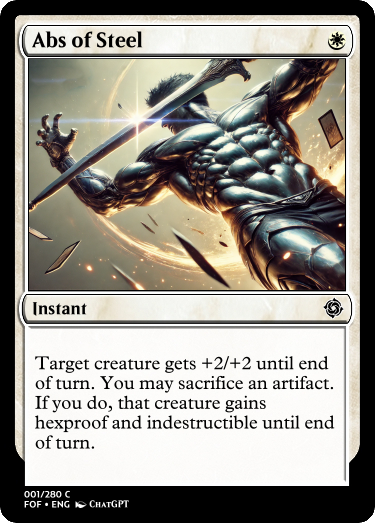 Abs of Steel
Instant
Target creature gets +2/+2 until end
of turn. You may sacrifice an artifact.
If you do, that creature gains
hexproof and indestructible until end
of turn.
001/280 C
FOF • ENG ChatGPT